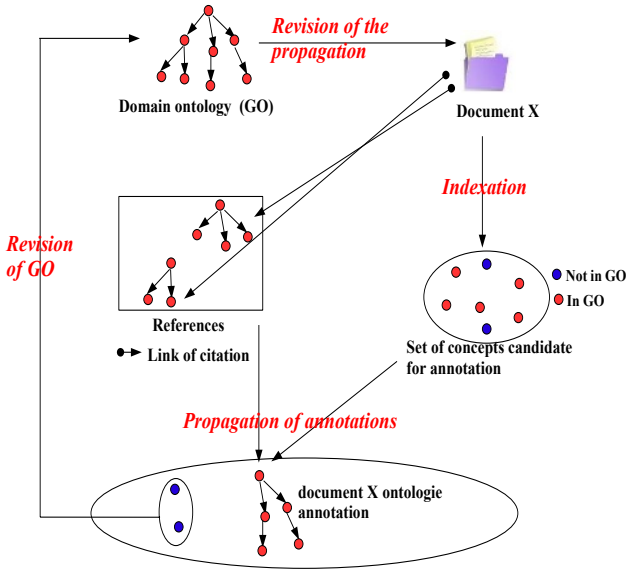 Revision of the
propagation
Domain ontology (GO)
Document X
Indexation
Revision
of GO
Not in GO
In GO
References
Link of citation
Set of concepts candidate
for annotation
Propagation of annotations
document X ontologie
annotation